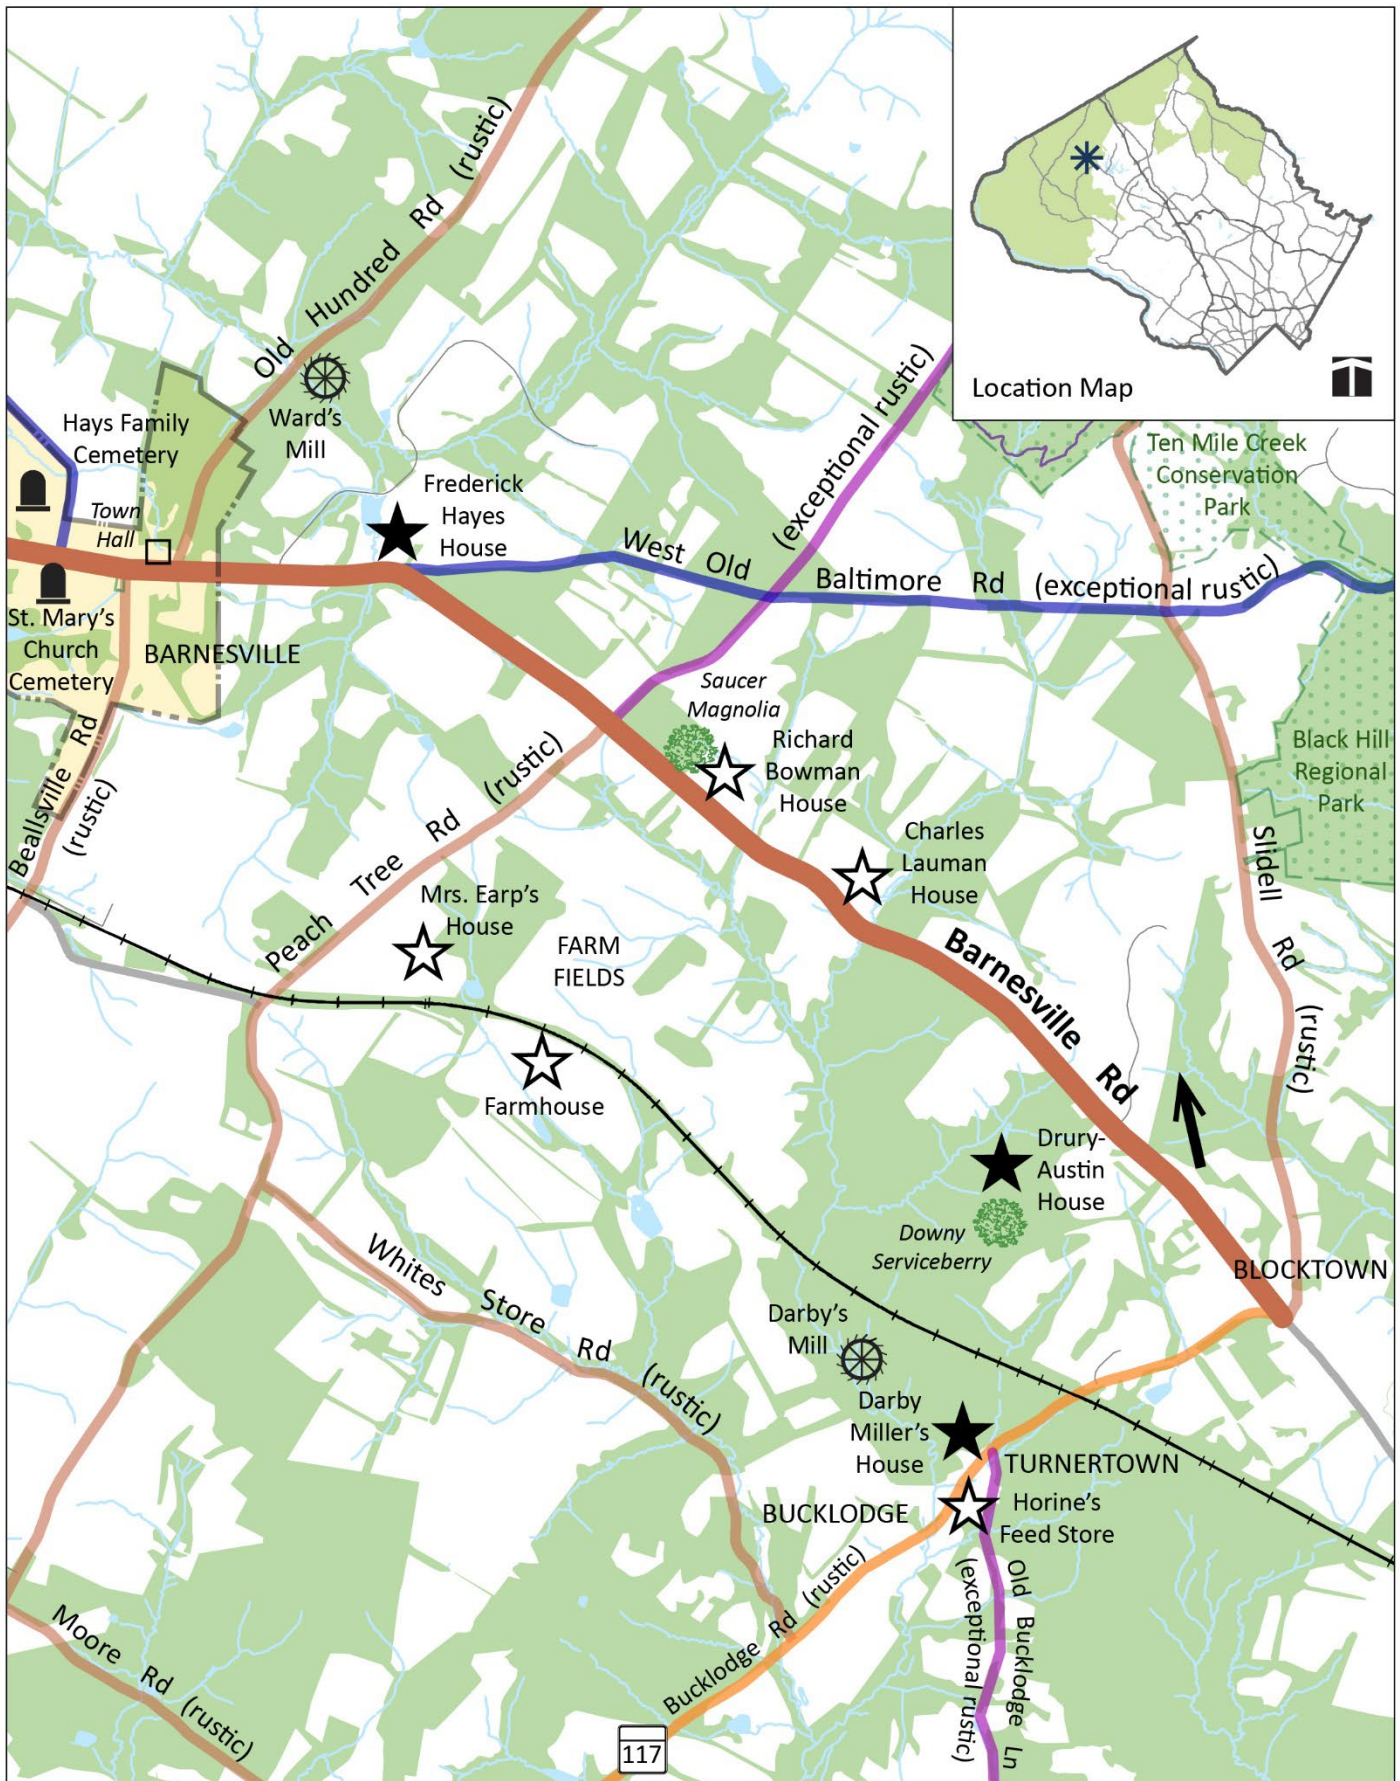 Location Map
Old Hundred Rd (rustic)
Ward's
Mill
Hays Family
Cemetery
Town
Hall
Frederick
Hayes
House
(exceptional rustic)
Ten Mile Creek
Conservation
Park
West Old Baltimore Rd (exceptional rustic)
St. Mary's
Church
Cemetery
BARNESVILLE
Saucer
Magnolia
Richard
Bowman
House
Black Hill
Regional
Park
Beallsville Rd
(rustic)
Peach Tree Rd (rustic)
Charles
Lauman
House
Slidell Rd (rustic)
Mrs. Earp's
House
FARM
FIELDS
Barnesville Rd
Farmhouse
Drury-
Austin
House
Downy
Serviceberry
BLOCKTOWN
Whites Store Rd (rustic)
Darby's
Mill
Darby
Miller's
House
TURNERTOWN
BUCKLODGE
Horine's
Feed Store
Old Bucklodge Ln
(exceptional rustic)
Bucklodge Rd (rustic)
Moore Rd (rustic)
117